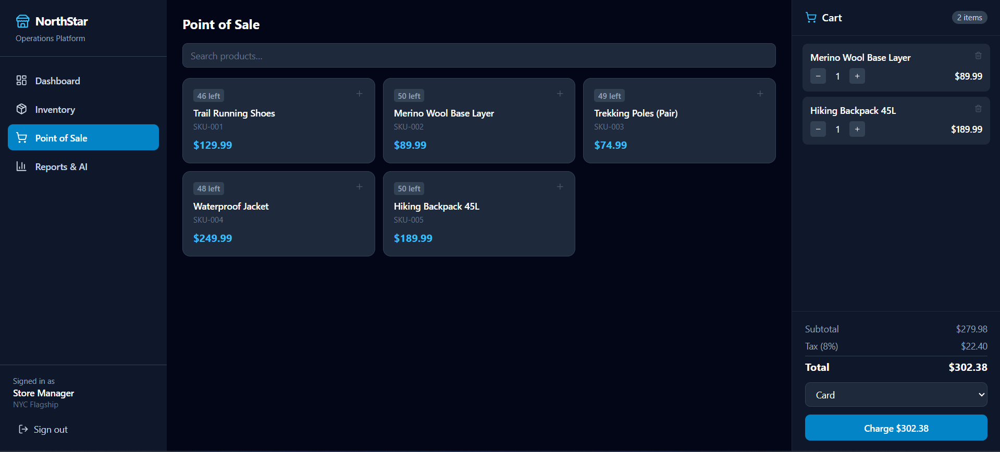 NorthStar
Operations Platform
Dashboard
Inventory
Point of Sale
Reports & AI
Signed in as
Store Manager
NYC Flagship
Sign out
Point of Sale
Search products...
46 left
Trail Running Shoes
SKU-001
$129.99
50 left
Merino Wool Base Layer
SKU-002
$89.99
49 left
Trekking Poles (Pair)
SKU-003
$74.99
48 left
Waterproof Jacket
SKU-004
$249.99
50 left
Hiking Backpack 45L
SKU-005
$189.99
Cart
2 items
Merino Wool Base Layer
− 1 + $89.99
Hiking Backpack 45L
− 1 + $189.99
Subtotal $279.98
Tax (8%) $22.40
Total $302.38
Card
Charge $302.38